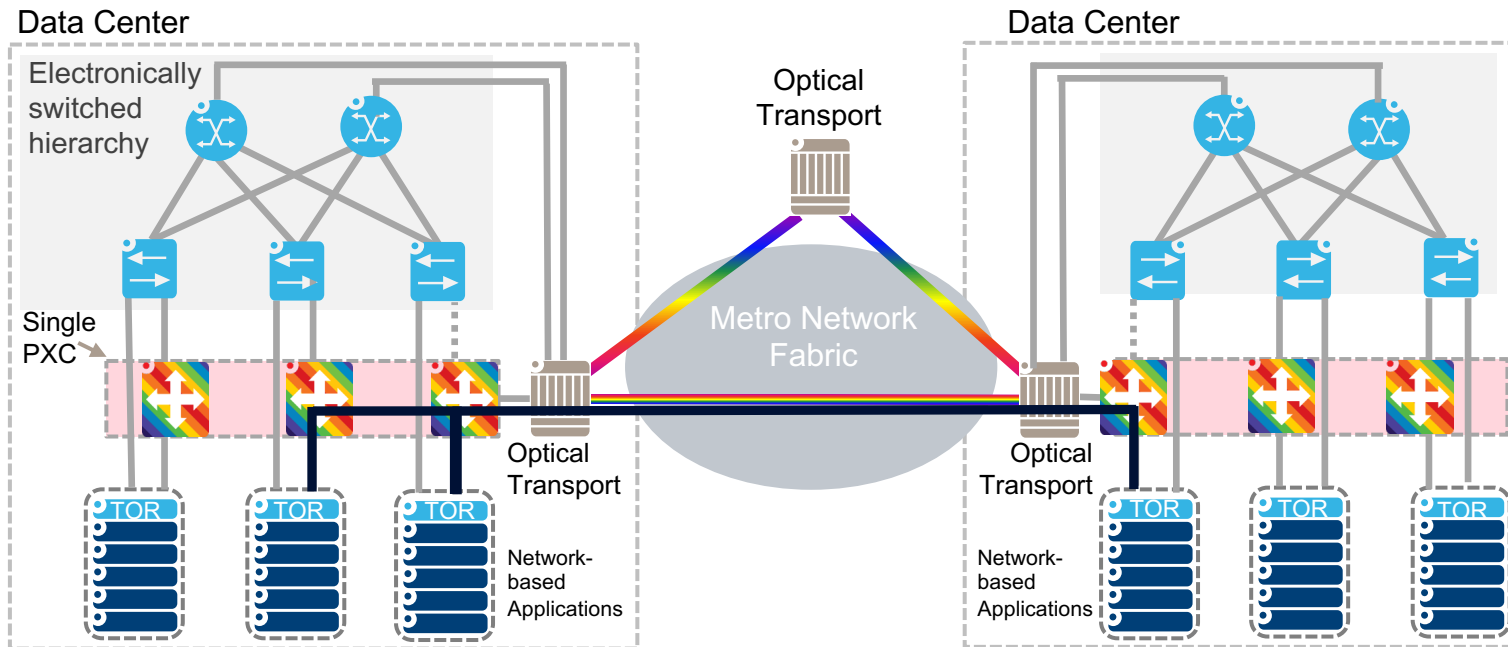 Data Center
Data Center
Electronically
switched
hierarchy
Optical
Transport
Metro Network
Fabric
Single
PXC
Optical
Transport
Optical
Transport
TOR
TOR
TOR
TOR
TOR
TOR
Network-
based
Applications
Network-
based
Applications